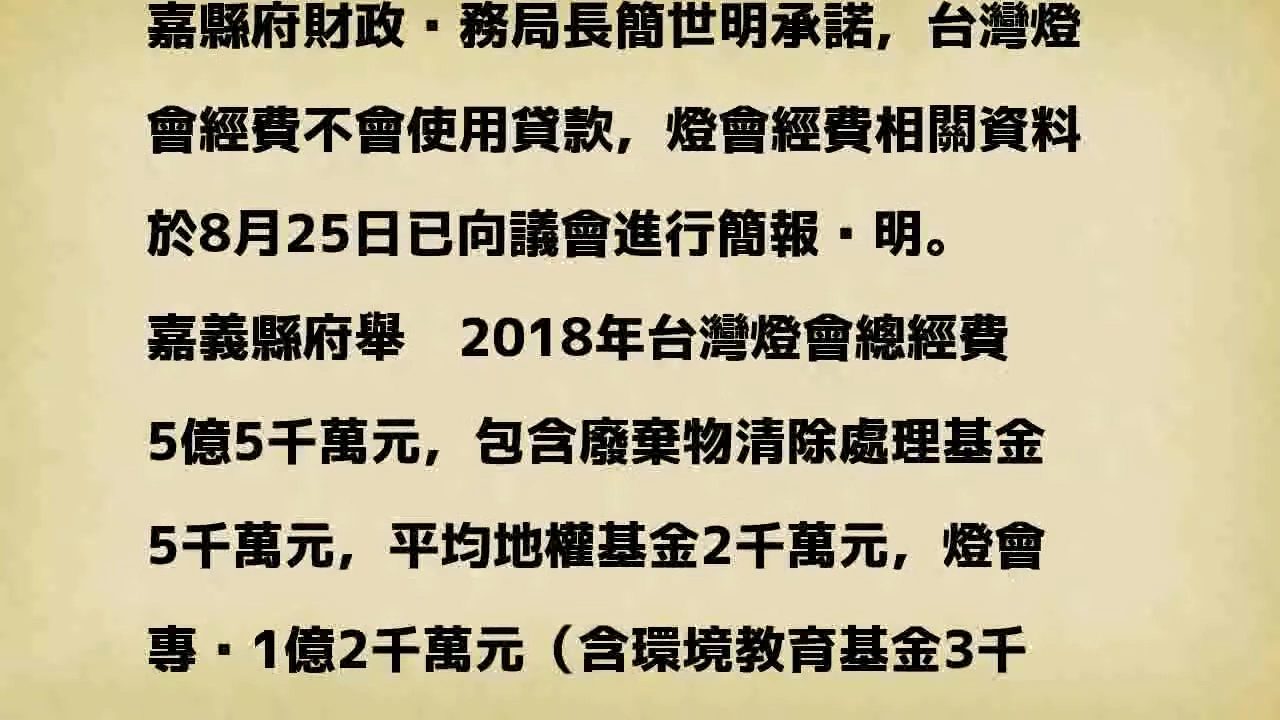 嘉縣府財政▪務局長簡世明承諾，台灣燈
會經費不會使用貸款，燈會經費相關資料
於8月25日已向議會進行簡報▪明。
嘉義縣府舉　2018年台灣燈會總經費
5億5千萬元，包含廢棄物清除處理基金
5千萬元，平均地權基金2千萬元，燈會
專▪1億2千萬元（含環境教育基金3千